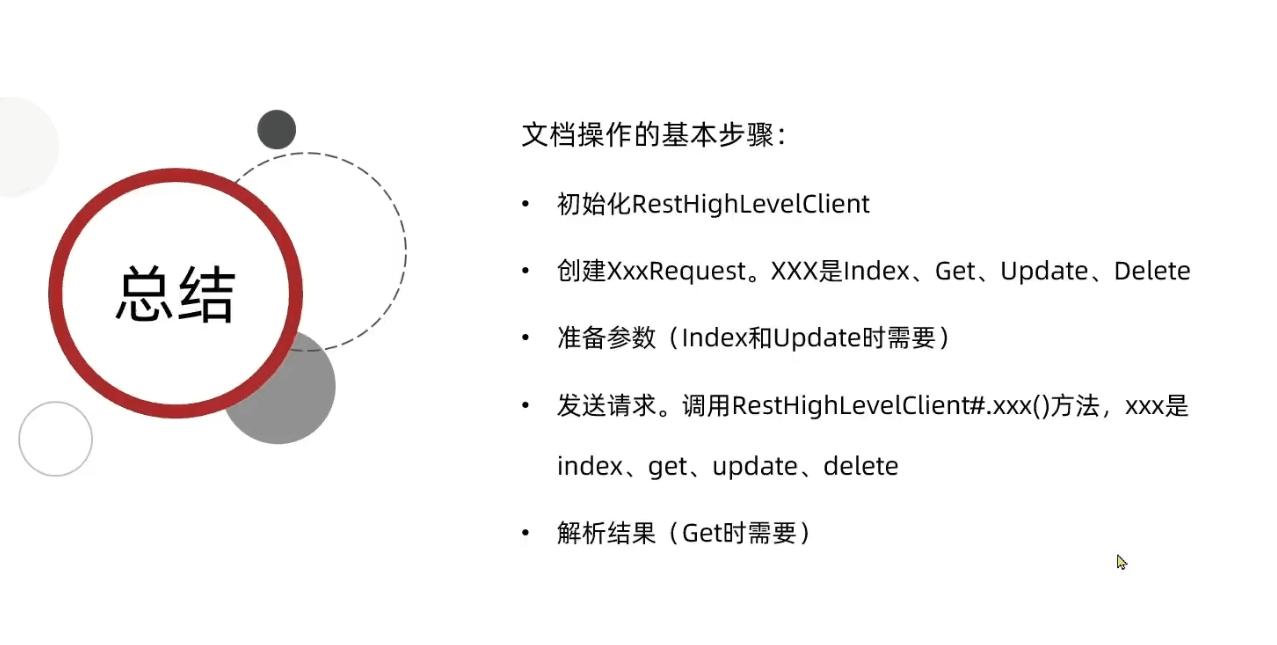 总结
文档操作的基本步骤：
• 初始化RestHighLevelClient
• 创建XxxRequest。XXX是Index、Get、Update、Delete
• 准备参数（Index和Update时需要）
• 发送请求。调用RestHighLevelClient#.xxx()方法，xxx是
index、get、update、delete
• 解析结果（Get时需要）